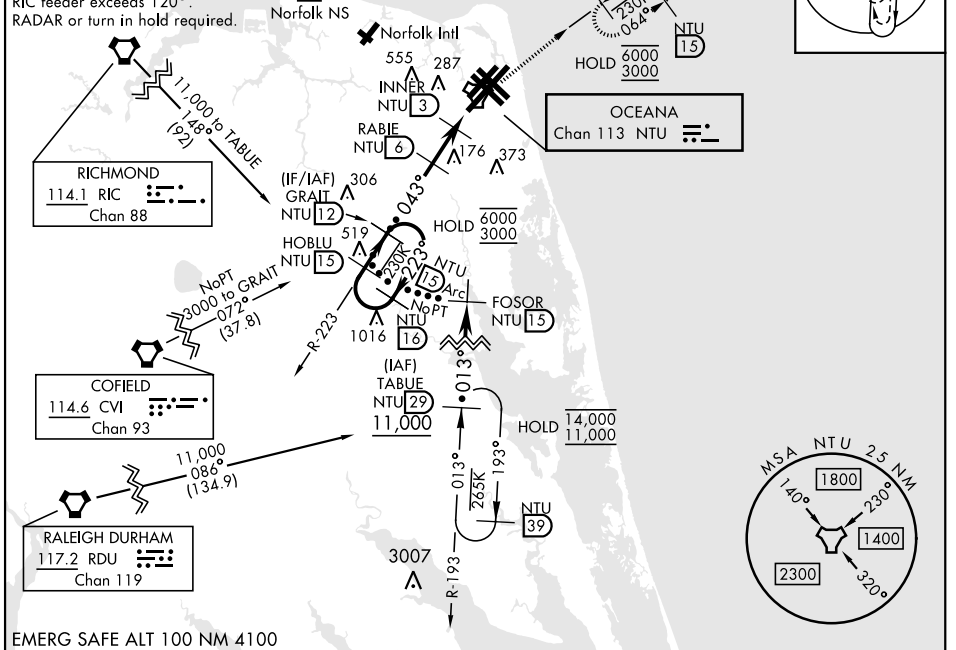 RIC feeder exceeds 120°.
RADAR or turn in hold required.
Norfolk NS
Norfolk Intl
230K
064°
NTU
15
HOLD 6000
3000
555
287
INNER
NTU 3
OCEANA
Chan 113 NTU
RABIE
NTU 6
176
373
11,000 to TABUE
148°
(92)
RICHMOND
114.1 RIC
Chan 88
(IF/IAF)
GRAIT
NTU 12
306
043°
HOLD 6000
3000
HOBLU
NTU 15
519
230K
223°
NTU
15 Arc
NoPT
FOSOR
NTU 15
NoPT
3000 to GRAIT
072°
(37.8)
R-223
1016
NTU
16
COFIELD
114.6 CVI
Chan 93
(IAF)
TABUE
NTU 29
11,000
013°
HOLD 14,000
11,000
013°
265K
193°
NTU
39
11,000
086°
(134.9)
RALEIGH DURHAM
117.2 RDU
Chan 119
3007
R-193
MSA NTU 25 NM
140°
1800
230°
1400
2300
320°
EMERG SAFE ALT 100 NM 4100